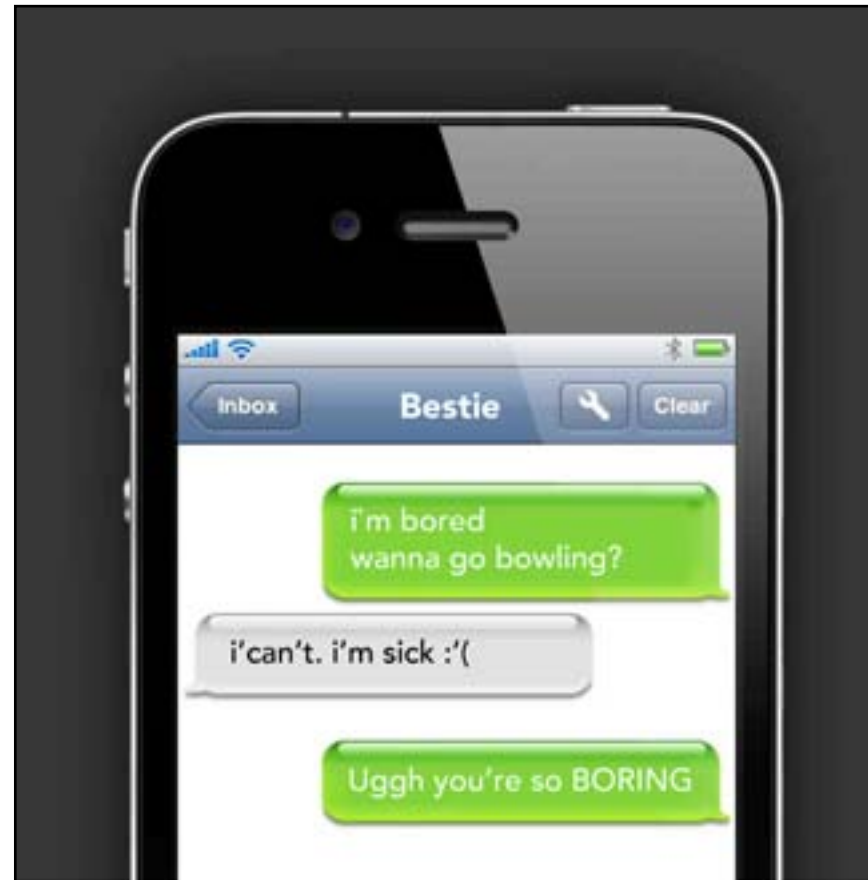 Inbox Bestie Clear
i'm bored
wanna go bowling?
i'can't. i'm sick :'(
Uggh you're so BORING